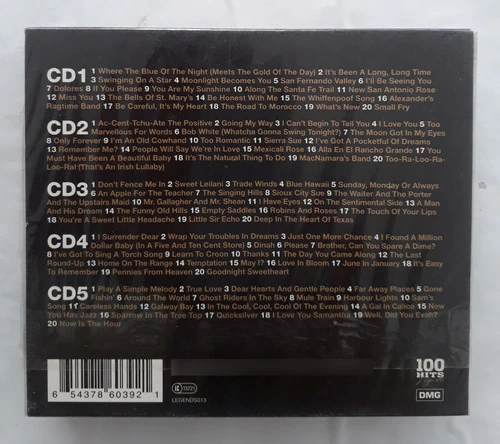 CD1 1 Where The Blue Of The Night (Meets The Gold Of The Day) 2 It's Been A Long, Long Time
3 Swinging On A Star 4 Moonlight Becomes You 5 San Fernando Valley 6 I'll Be Seeing You
7 Dolores 8 If You Please 9 You Are My Sunshine 10 Along The Santa Fe Trail 11 New San Antonio Rose
12 Miss You 13 The Bells Of St. Mary's 14 Be Honest With Me 15 The Whiffenpoof Song 16 Alexander's
Ragtime Band 17 Be Careful, It's My Heart 18 The Road To Morocco 19 What's New 20 Small Fry
CD2 1 Ac-Cent-Tchu-Ate The Positive 2 Going My Way 3 I Can't Begin To Tell You 4 I Love You 5 Too
Marvellous For Words 6 Bob White (Whatcha Gonna Swing Tonight?) 7 The Moon Got In My Eyes
8 Only Forever 9 I'm An Old Cowhand 10 Too Romantic 11 Sierra Sue 12 I've Got A Pocketful Of Dreams
13 Remember Me? 14 People Will Say We're In Love 15 Mexicali Rose 16 Alla En El Rancho Grande 17 You
Must Have Been A Beautiful Baby 18 It's The Natural Thing To Do 19 MacNamara's Band 20 Too-Ra-Loo-Ra-
Loo-Ral (That's An Irish Lullaby)
CD3 1 Don't Fence Me In 2 Sweet Leilani 3 Trade Winds 4 Blue Hawaii 5 Sunday, Monday Or Always
6 An Apple For The Teacher 7 The Singing Hills 8 Sioux City Sue 9 The Waiter And The Porter
And The Upstairs Maid 10 Mr. Gallagher And Mr. Shean 11 I Have Eyes 12 On The Sentimental Side 13 A Man
And His Dream 14 The Funny Old Hills 15 Empty Saddles 16 Robins and Roses 17 The Touch Of Your Lips
18 You're A Sweet Little Headache 19 Little Sir Echo 20 Deep In The Heart Of Texas
CD4 1 I Surrender Dear 2 Wrap Your Troubles In Dreams 3 Just One More Chance 4 I Found A Million
Dollar Baby (In A Five And Ten Cent Store) 5 Dinah 6 Please 7 Brother, Can You Spare A Dime?
8 I've Got To Sing A Torch Song 9 Learn To Croon 10 Thanks 11 The Day You Came Along 12 The Last
Round-Up 13 Home On The Range 14 Temptation 15 May I? 16 Love In Bloom 17 June In January 18 It's Easy
To Remember 19 Pennies From Heaven 20 Goodnight Sweetheart
CD5 1 Play A Simple Melody 2 True Love 3 Dear Hearts And Gentle People 4 Far Away Places 5 Gone
Fishin' 6 Around The World 7 Ghost Riders In The Sky 8 Mule Train 9 Harbour Lights 10 Sam's
Song 11 Careless Hands 12 Galway Bay 13 In The Cool, Cool, Cool Of The Evening 14 A Gal In Calico 15 Now
You Has Jazz 16 Sparrow In The Tree Top 17 Quicksilver 18 I Love You Samantha 19 Well, Did You Evah?
20 Now Is The Hour
6 54378 60392 1
LC 13221
LEGENDS013
100
HITS
Legends
DMG